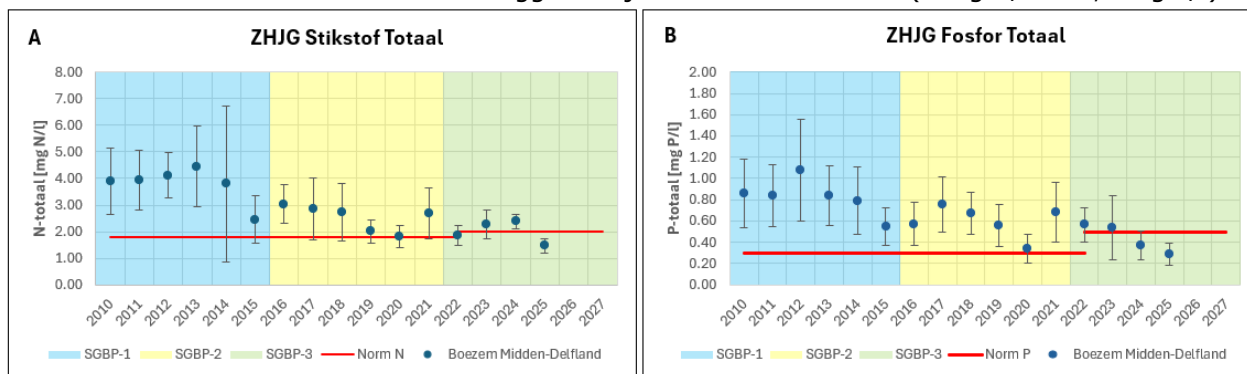 A
ZHJG Stikstof Totaal
N-totaal [mg N/l]
8.00
7.00
6.00
5.00
4.00
3.00
2.00
1.00
0.00
2010 2011 2012 2013 2014 2015 2016 2017 2018 2019 2020 2021 2022 2023 2024 2025 2026 2027
SGBP-1 SGBP-2 SGBP-3 Norm N Boezem Midden-Delfland
B
ZHJG Fosfor Totaal
P-totaal [mg P/l]
2.00
1.80
1.60
1.40
1.20
1.00
0.80
0.60
0.40
0.20
0.00
2010 2011 2012 2013 2014 2015 2016 2017 2018 2019 2020 2021 2022 2023 2024 2025 2026 2027
SGBP-1 SGBP-2 SGBP-3 Norm P Boezem Midden-Delfland